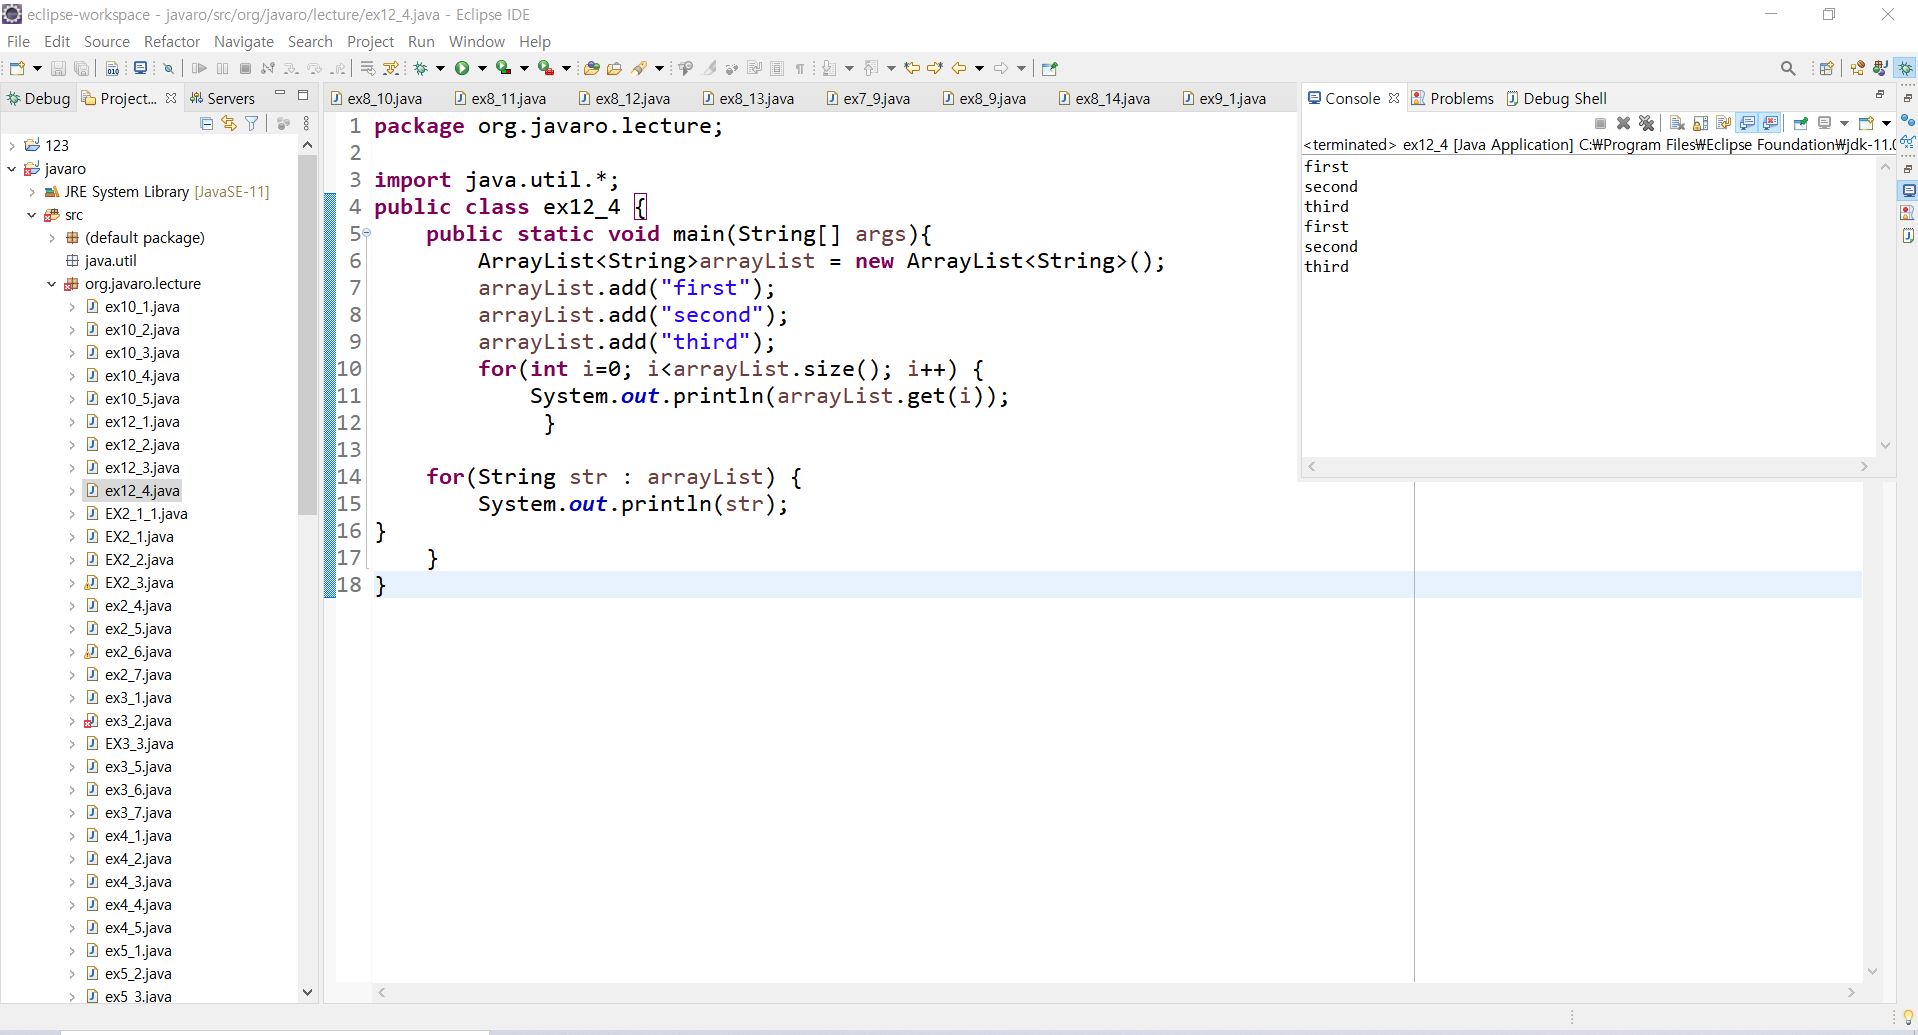 eclipse-workspace - javaro/src/org/javaro/lecture/ex12_4.java - Eclipse IDE
File Edit Source Refactor Navigate Search Project Run Window Help
Debug Project... Servers
123
javaro
JRE System Library [JavaSE-11]
src
(default package)
java.util
org.javaro.lecture
ex10_1.java
ex10_2.java
ex10_3.java
ex10_4.java
ex10_5.java
ex12_1.java
ex12_2.java
ex12_3.java
ex12_4.java
EX2_1_1.java
EX2_1.java
EX2_2.java
EX2_3.java
ex2_4.java
ex2_5.java
ex2_6.java
ex2_7.java
ex3_1.java
ex3_2.java
EX3_3.java
ex3_5.java
ex3_6.java
ex3_7.java
ex4_1.java
ex4_2.java
ex4_3.java
ex4_4.java
ex4_5.java
ex5_1.java
ex5_2.java
ex5_3.java
ex8_10.java ex8_11.java ex8_12.java ex8_13.java ex7_9.java ex8_9.java ex8_14.java ex9_1.java
1 package org.javaro.lecture;
2
3 import java.util.*;
4 public class ex12_4 {
5 public static void main(String[] args){
6 ArrayList<String>arrayList = new ArrayList<String>();
7 arrayList.add("first");
8 arrayList.add("second");
9 arrayList.add("third");
10 for(int i=0; i<arrayList.size(); i++) {
11 System.out.println(arrayList.get(i));
12 }
13
14 for(String str : arrayList) {
15 System.out.println(str);
16 }
17 }
18 }
Console Problems Debug Shell
<terminated> ex12_4 [Java Application] C:₩Program Files₩Eclipse Foundation₩jdk-11.0
first
second
third
first
second
third